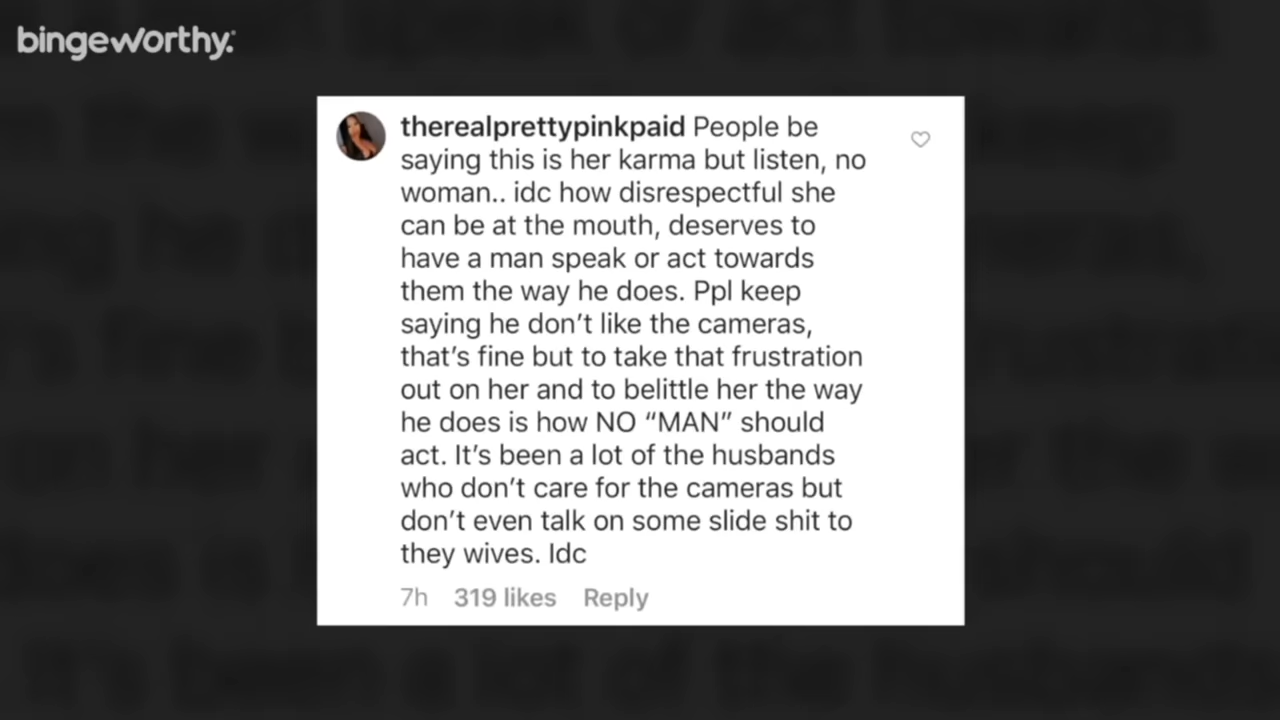 bingeworthy.
therealprettypinkpaid People be
saying this is her karma but listen, no
woman.. idc how disrespectful she
can be at the mouth, deserves to
have a man speak or act towards
them the way he does. Ppl keep
saying he don’t like the cameras,
that’s fine but to take that frustration
out on her and to belittle her the way
he does is how NO “MAN” should
act. It’s been a lot of the husbands
who don’t care for the cameras but
don’t even talk on some slide shit to
they wives. Idc
7h 319 likes Reply